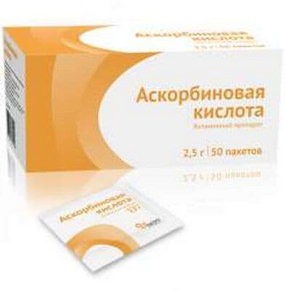 Аскорбиновая
кислота
Витаминный препарат
2,5 г | 50 пакетов
Аскорбиновая
кислота